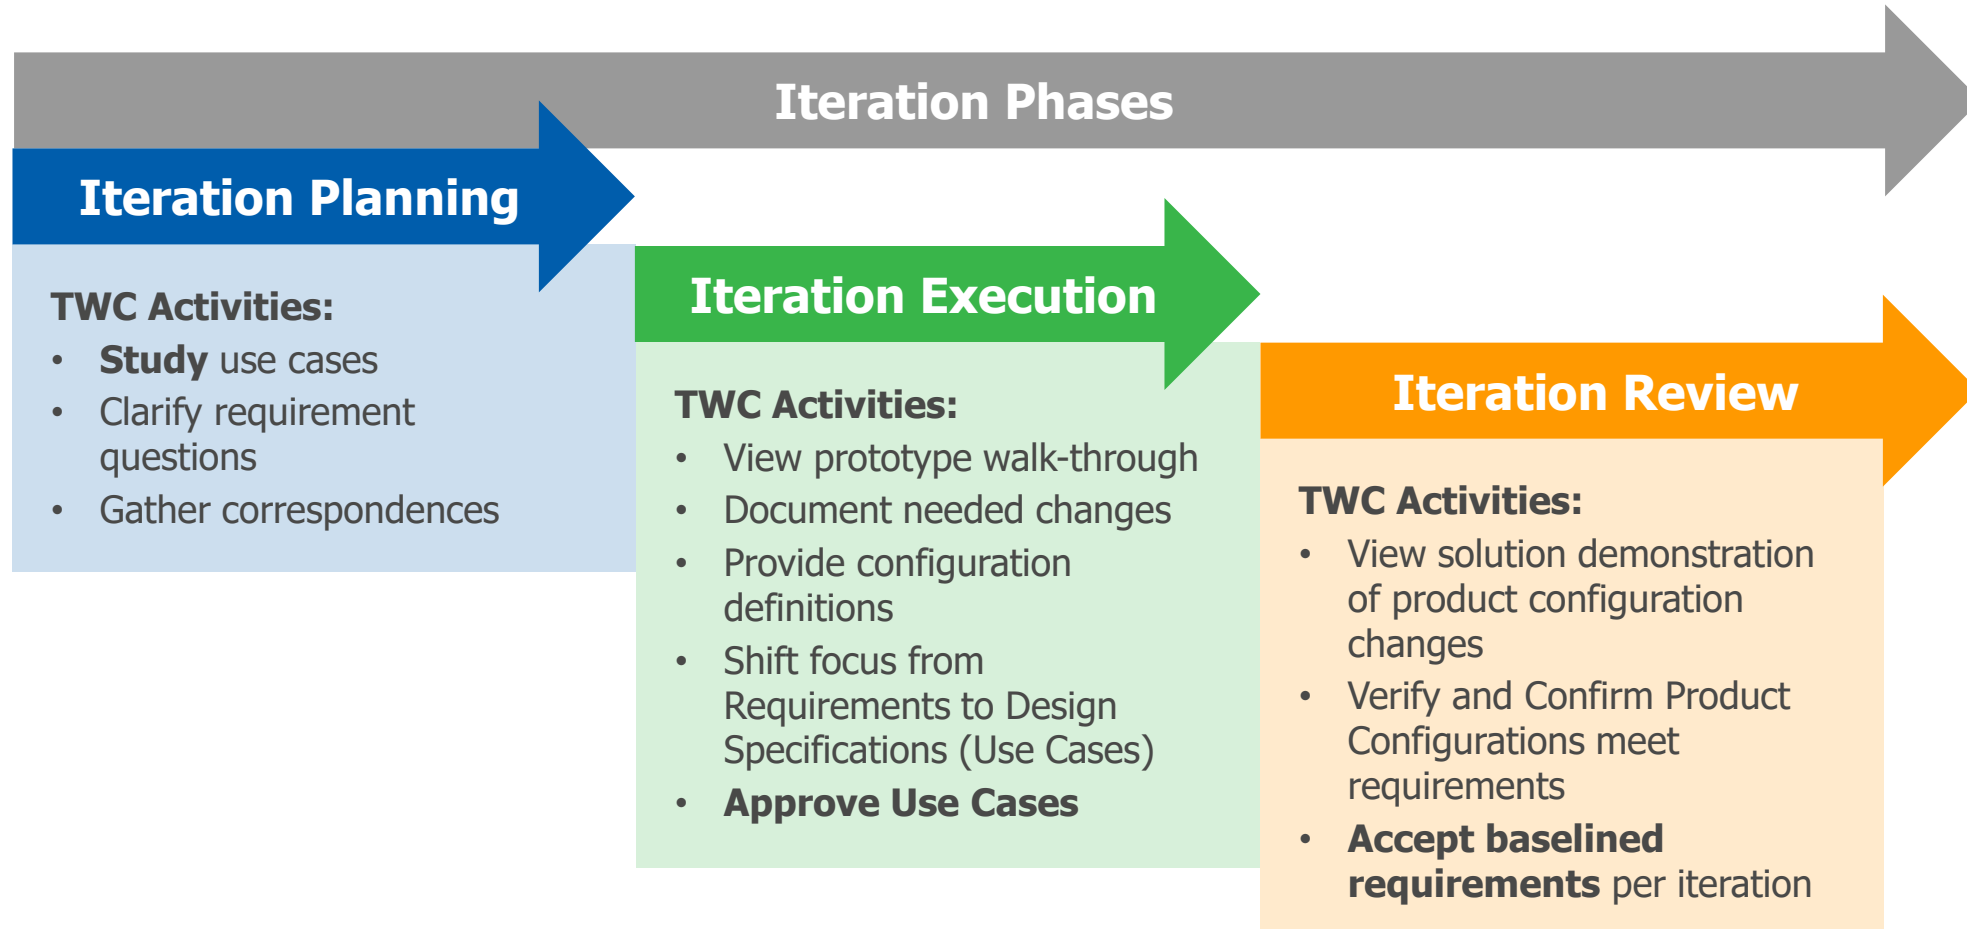 Iteration Phases
Iteration Planning
TWC Activities:
• Study use cases
• Clarify requirement
questions
• Gather correspondences
Iteration Execution
TWC Activities:
• View prototype walk-through
• Document needed changes
• Provide configuration
definitions
• Shift focus from
Requirements to Design
Specifications (Use Cases)
• Approve Use Cases
Iteration Review
TWC Activities:
• View solution demonstration
of product configuration
changes
• Verify and Confirm Product
Configurations meet
requirements
• Accept baselined
requirements per iteration